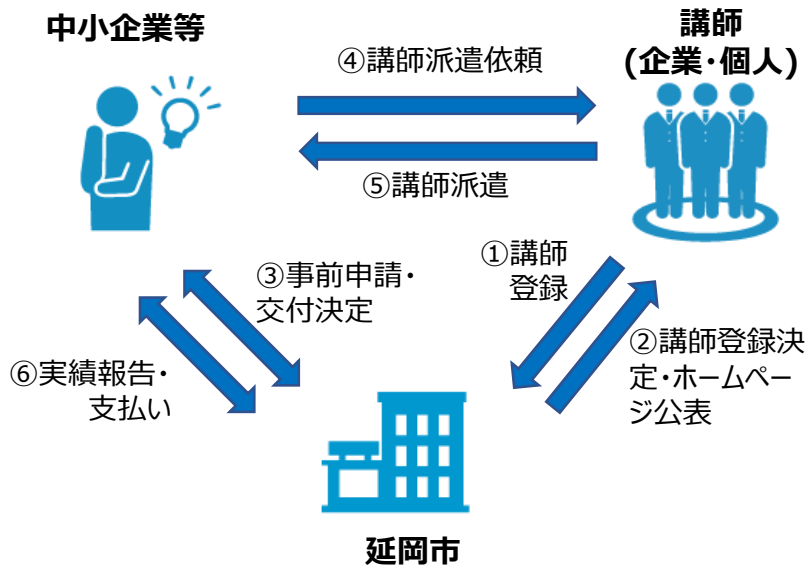 中小企業等
講師
(企業・個人)
④講師派遣依頼
⑤講師派遣
①講師
登録
③事前申請・
交付決定
②講師登録決
定・ホームペー
ジ公表
⑥実績報告・
支払い
延岡市